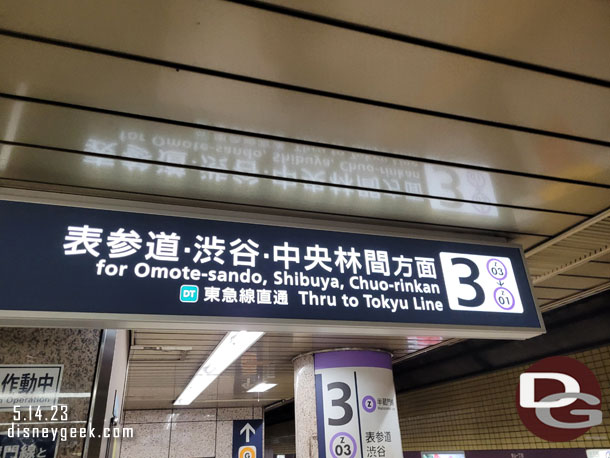 表参道・渋谷・中央林間方面
for Omote-sando, Shibuya, Chuo-rinkan
DT 東急線直通 Thru to Tokyu Line
3
Z
03
Z
01
作動中
3
Z
Z
03
表参道
渋谷
5.14.23
disneygeek.com
DG